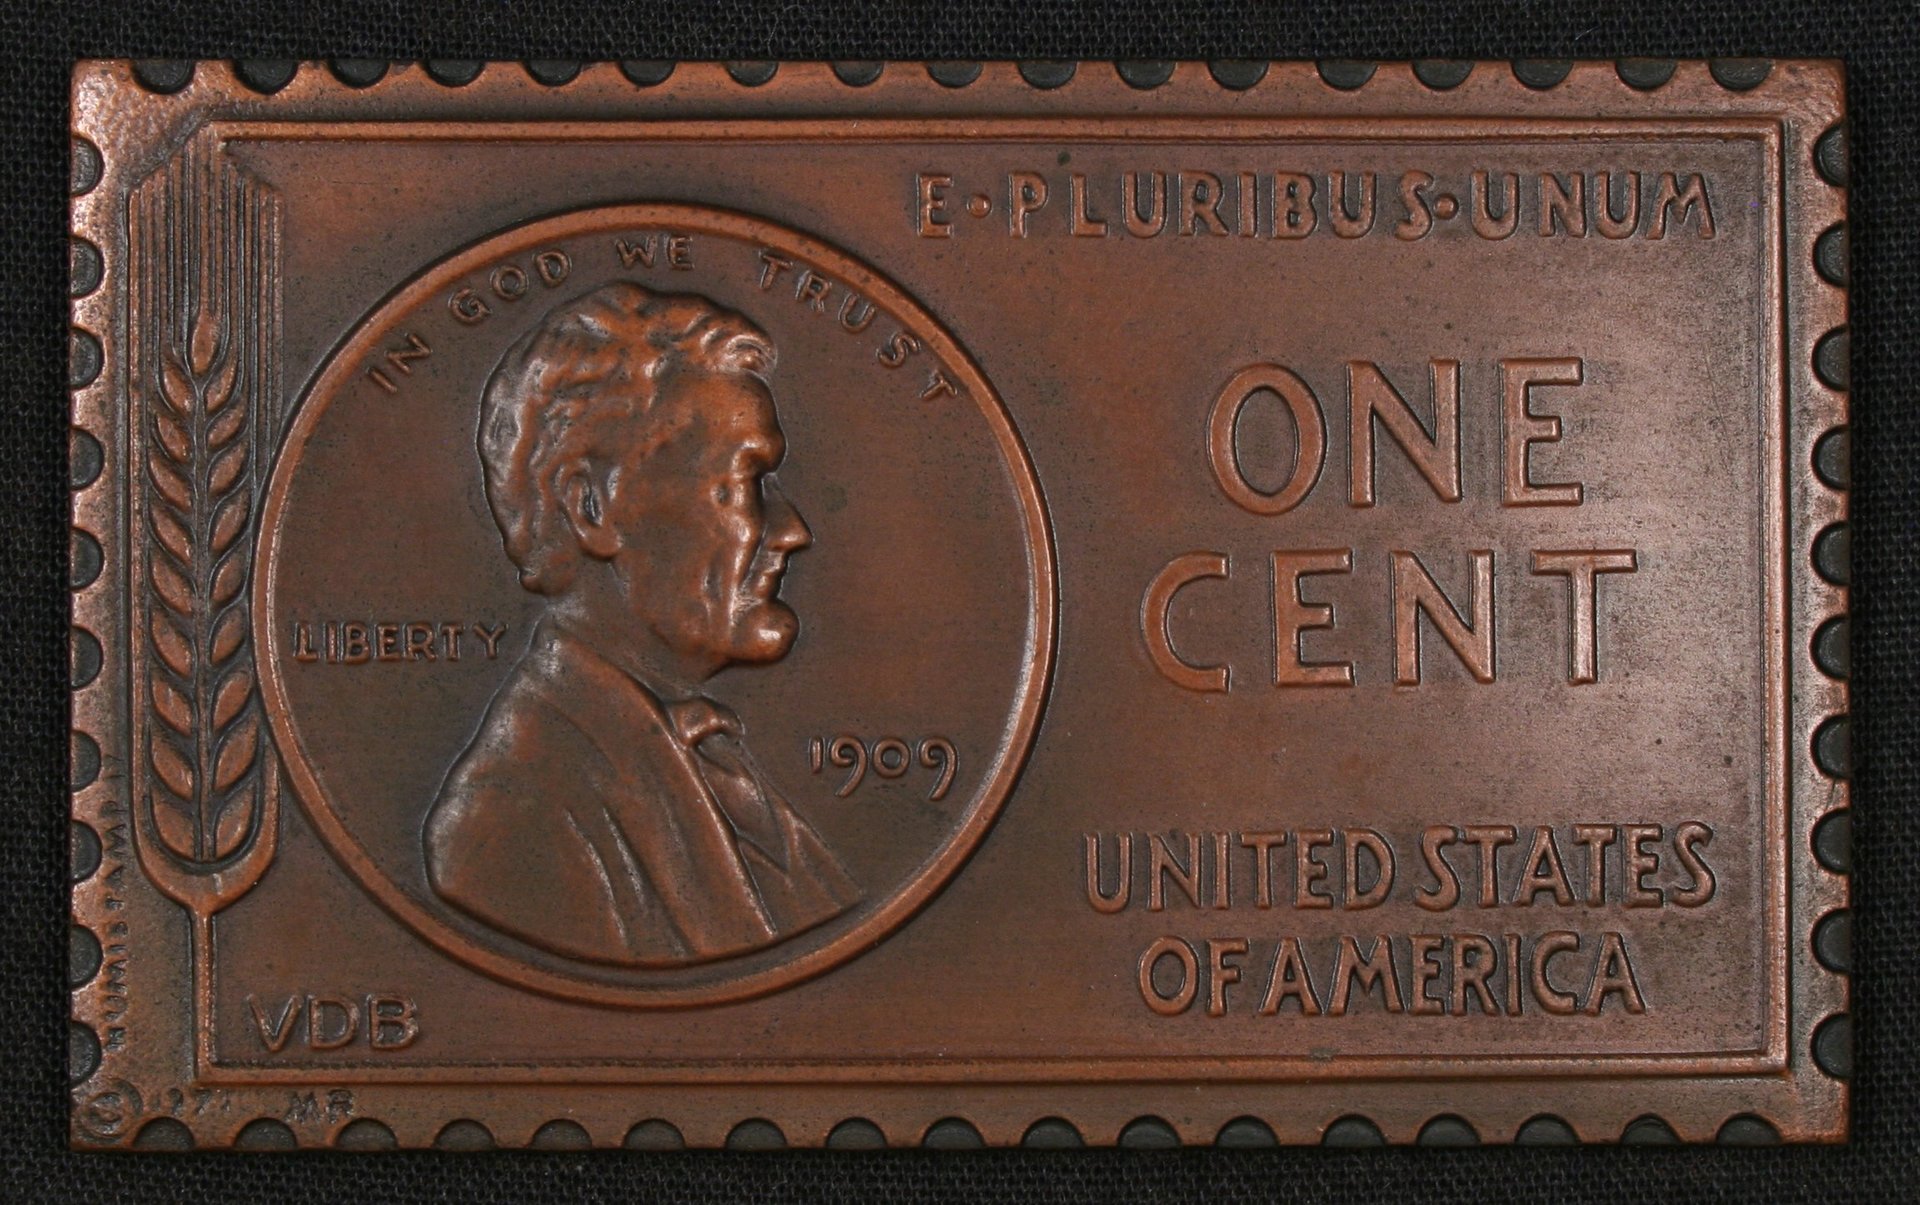 E•PLURIBUS•UNUM
IN GOD WE TRUST
ONE
CENT
LIBERTY
1909
UNITED STATES
OF AMERICA
VDB
NUMISTAMP
©
MR